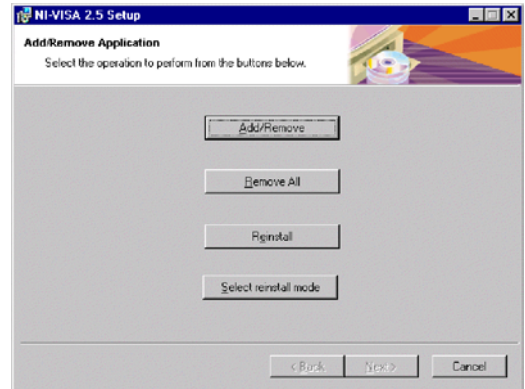 NI-VISA 2.5 Setup
Add/Remove Application
Select the operation to perform from the buttons below.
Add/Remove
Remove All
Reinstall
Select reinstall mode
< Back Next > Cancel